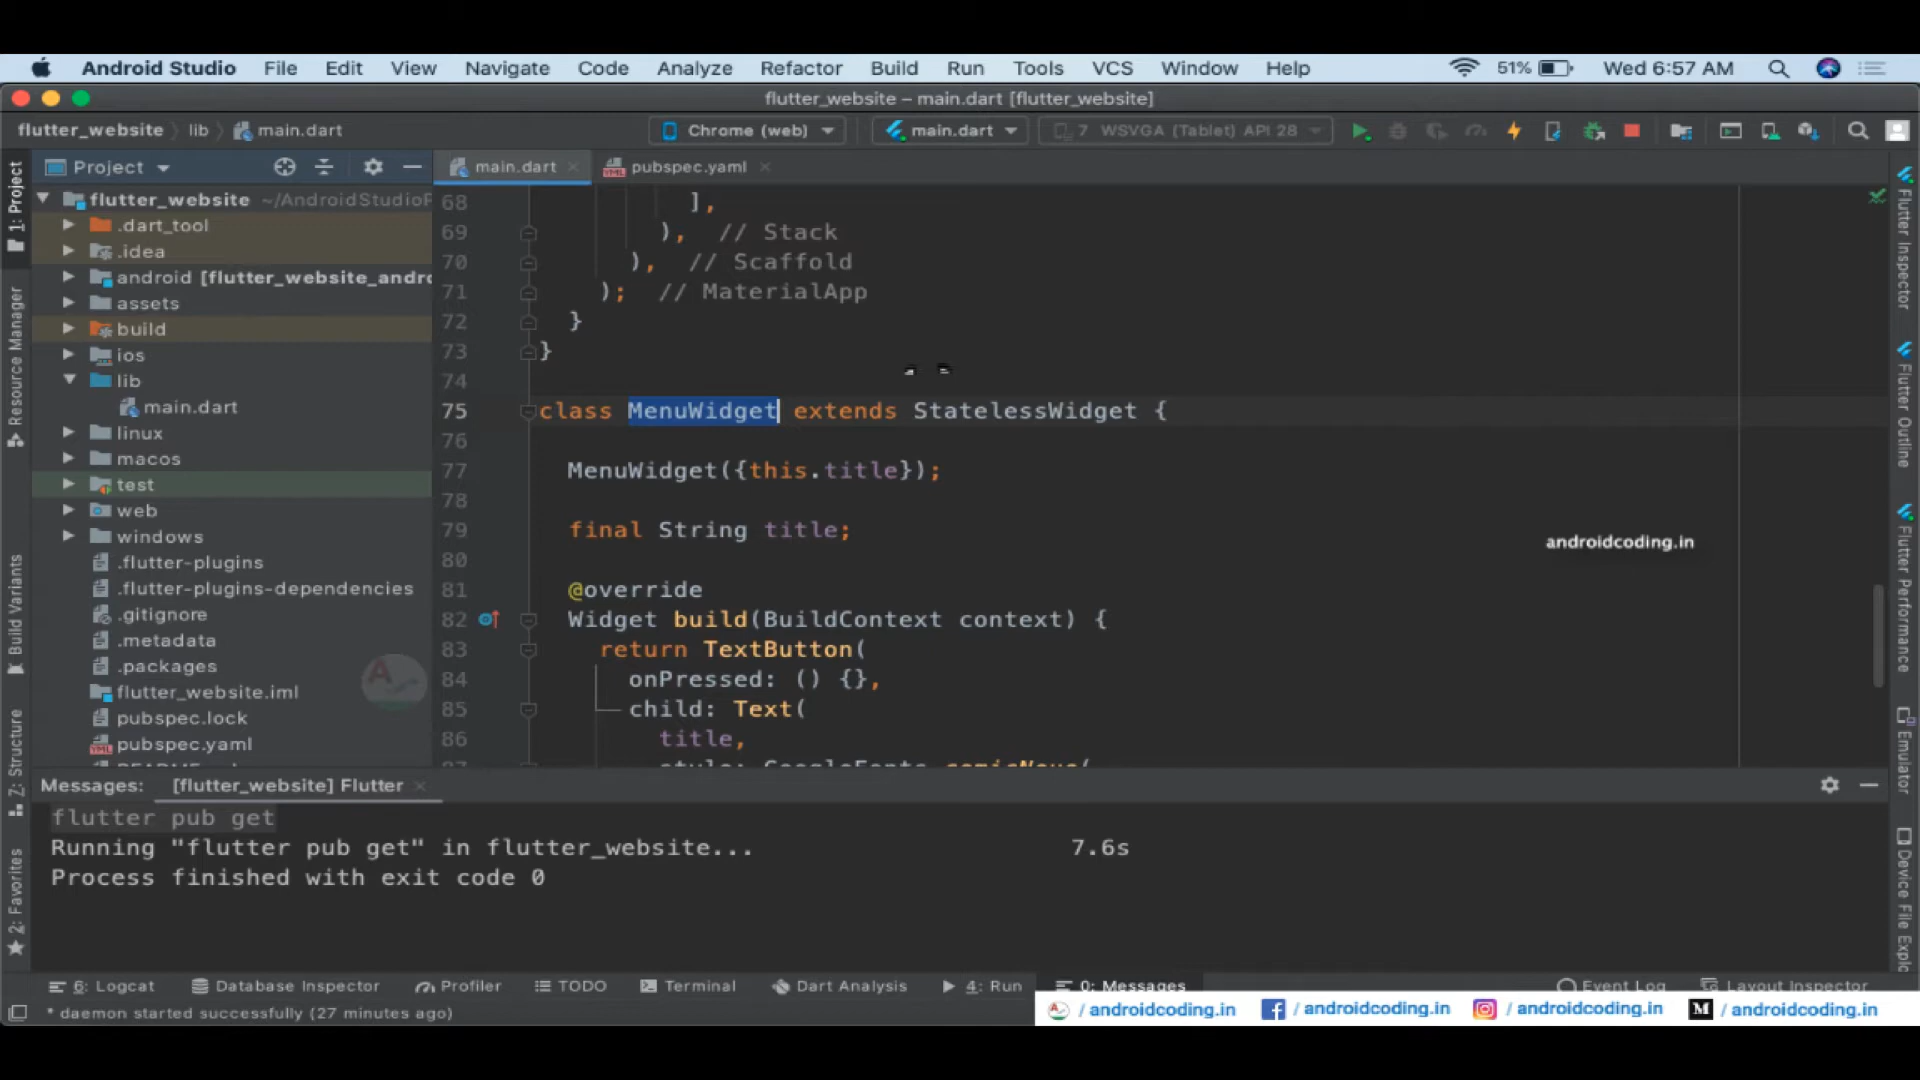 Android Studio File Edit View Navigate Code Analyze Refactor Build Run Tools VCS Window Help 51% Wed 6:57 AM
flutter_website – main.dart [flutter_website]
flutter_website lib main.dart Chrome (web) main.dart 7 WSVGA (Tablet) API 28
Project main.dart pubspec.yaml
flutter_website ~/AndroidStudioP
.dart_tool
.idea
android [flutter_website_andro
assets
build
ios
lib
main.dart
linux
macos
test
web
windows
.flutter-plugins
.flutter-plugins-dependencies
.gitignore
.metadata
.packages
flutter_website.iml
pubspec.lock
pubspec.yaml
68 ],
69 ), // Stack
70 ), // Scaffold
71 ); // MaterialApp
72 }
73 }
74
75 class MenuWidget extends StatelessWidget {
76
77 MenuWidget({this.title});
78
79 final String title;
80
81 @override
82 Widget build(BuildContext context) {
83 return TextButton(
84 onPressed: () {},
85 child: Text(
86 title,
style: GoogleFonts.comicNeue(
androidcoding.in
1: Project
Resource Manager
Build Variants
Z: Structure
2: Favorites
Flutter Inspector
Flutter Outline
Flutter Performance
Emulator
Device File Explo
Messages: [flutter_website] Flutter
flutter pub get
Running "flutter pub get" in flutter_website... 7.6s
Process finished with exit code 0
6: Logcat Database Inspector Profiler TODO Terminal Dart Analysis 4: Run 0: Messages Event Log Layout Inspector
* daemon started successfully (27 minutes ago)
/ androidcoding.in / androidcoding.in / androidcoding.in / androidcoding.in